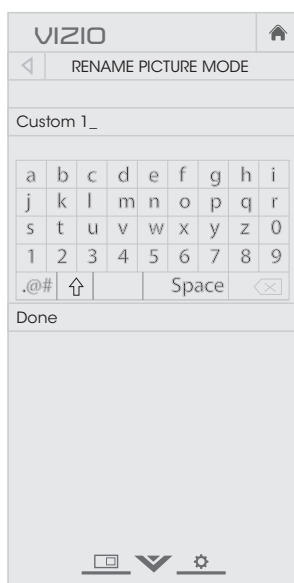 VIZIO
RENAME PICTURE MODE
Custom 1_
a b c d e f g h i
j k l m n o p q r
s t u v w x y z 0
1 2 3 4 5 6 7 8 9
.@# Space
Done